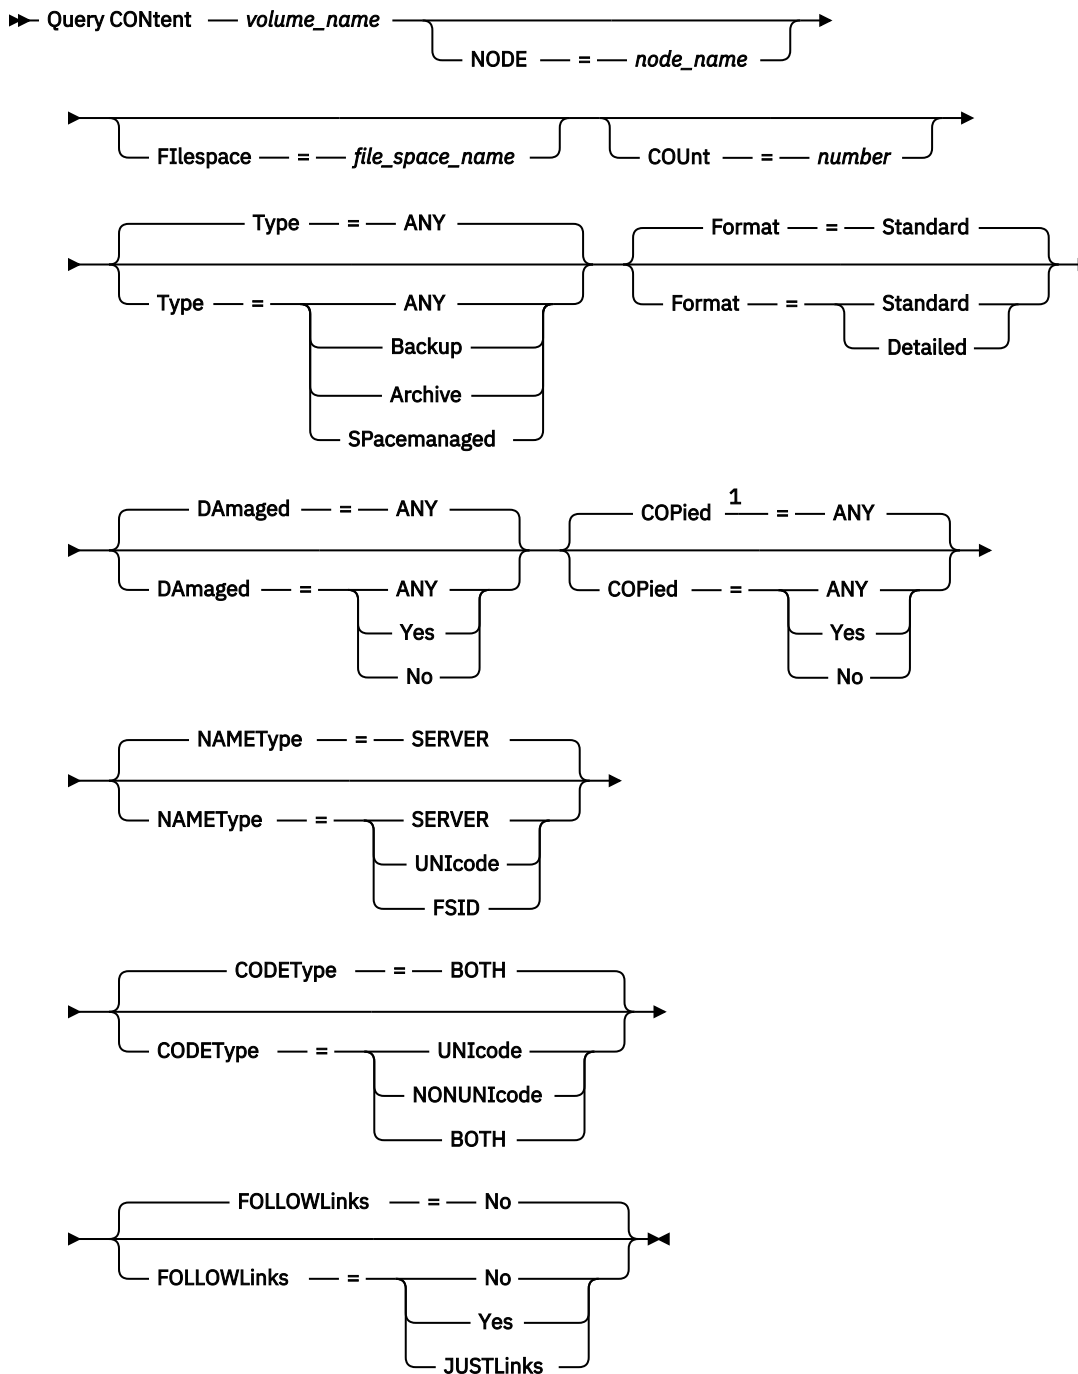 Query CONtent volume_name
NODE = node_name
FIlespace = file_space_name COUnt = number
Type = ANY Format = Standard
Type = ANY Format = Standard
Backup Detailed
Archive
SPacemanaged
DAmaged = ANY COPied 1 = ANY
DAmaged = ANY COPied = ANY
Yes Yes
No No
NAMEType = SERVER
NAMEType = SERVER
UNIcode
FSID
CODEType = BOTH
CODEType = UNIcode
NONUNIcode
BOTH
FOLLOWLinks = No
FOLLOWLinks = No
Yes
JUSTLinks